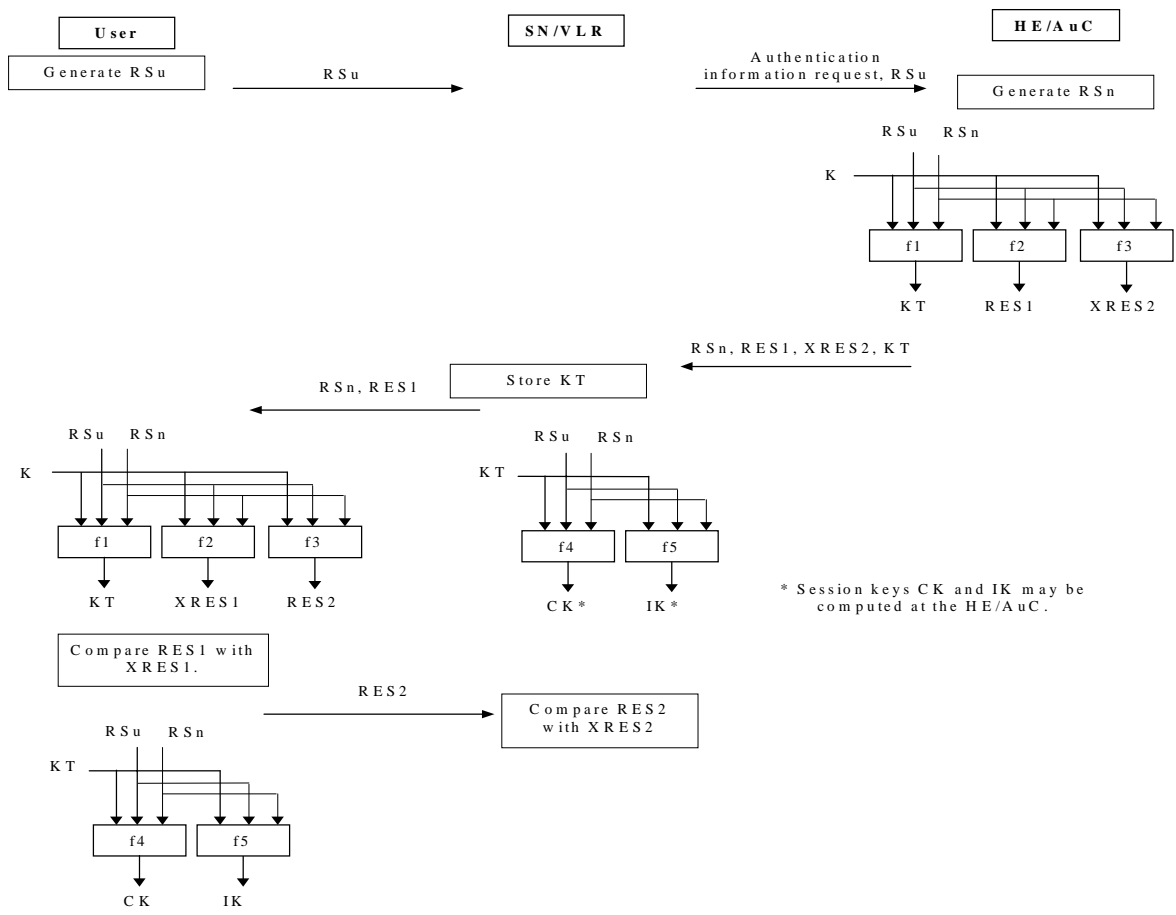 User
SN/VLR
HE/AuC
Generate RSu
RSu
Authentication
information request, RSu
Generate RSn
RSu RSn
K
f1 f2 f3
KT RES1 XRES2
RSn, RES1, XRES2, KT
Store KT
RSn, RES1
RSu RSn
K
f1 f2 f3
KT XRES1 RES2
RSu RSn
KT
f4 f5
CK* IK*
* Session keys CK and IK may be
computed at the HE/AuC.
Compare RES1 with
XRES1.
RES2
Compare RES2
with XRES2
RSu RSn
KT
f4 f5
CK IK